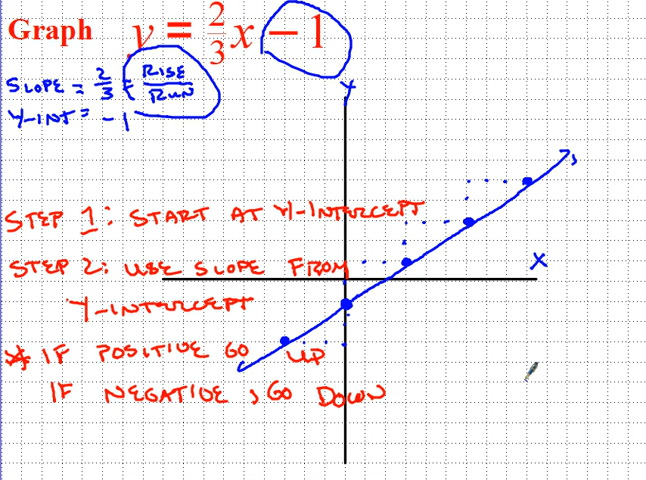 Graph y = 2/3 x − 1
SLOPE = 2/3 = RISE/RUN
Y-INT = -1
Y
STEP 1: START AT Y-INTERCEPT
STEP 2: USE SLOPE FROM
X
Y-INTERCEPT
* IF POSITIVE GO UP
IF NEGATIVE, GO DOWN